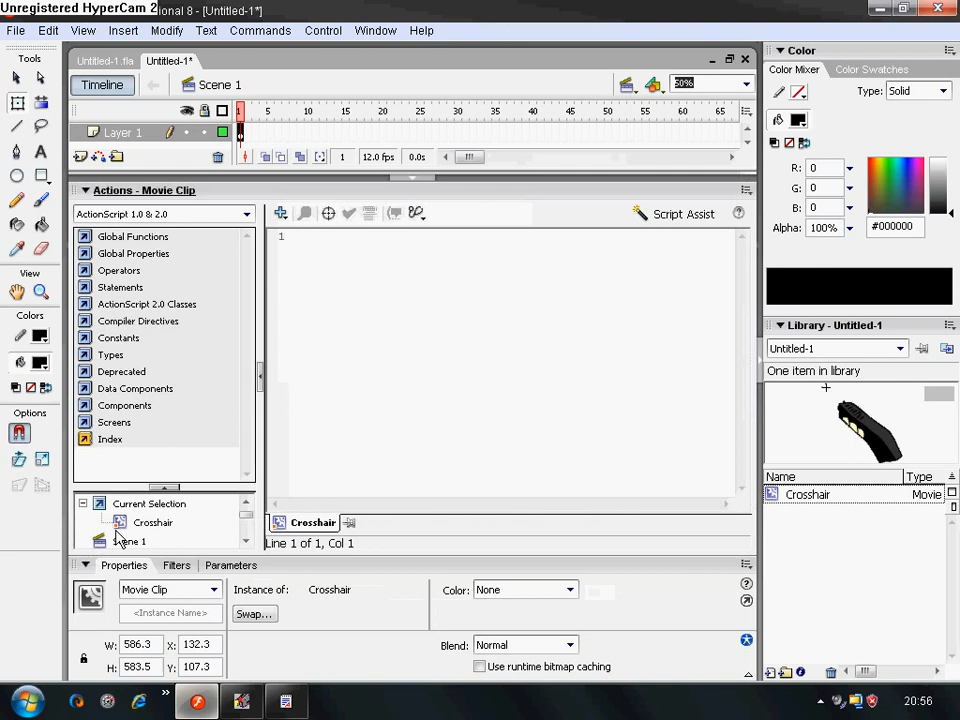 Unregistered HyperCam 2
ional 8 - [Untitled-1*]
File Edit View Insert Modify Text Commands Control Window Help
Tools
View
Colors
Options
Untitled-1.fla Untitled-1*
Timeline Scene 1 50%
1 5 10 15 20 25 30 35 40 45 50 55 60 65
Layer 1
1 12.0 fps 0.0s
Actions - Movie Clip
ActionScript 1.0 & 2.0
Script Assist
Global Functions
Global Properties
Operators
Statements
ActionScript 2.0 Classes
Compiler Directives
Constants
Types
Deprecated
Data Components
Components
Screens
Index
1
Current Selection
Crosshair
Scene 1
Crosshair
Line 1 of 1, Col 1
Properties Filters Parameters
Movie Clip
<Instance Name>
Instance of: Crosshair
Swap...
Color: None
W: 586.3 X: 132.3
H: 583.5 Y: 107.3
Blend: Normal
Use runtime bitmap caching
Color
Color Mixer Color Swatches
Type: Solid
R: 0
G: 0
B: 0
Alpha: 100% #000000
Library - Untitled-1
Untitled-1
One item in library
Name Type
Crosshair Movie
20:56